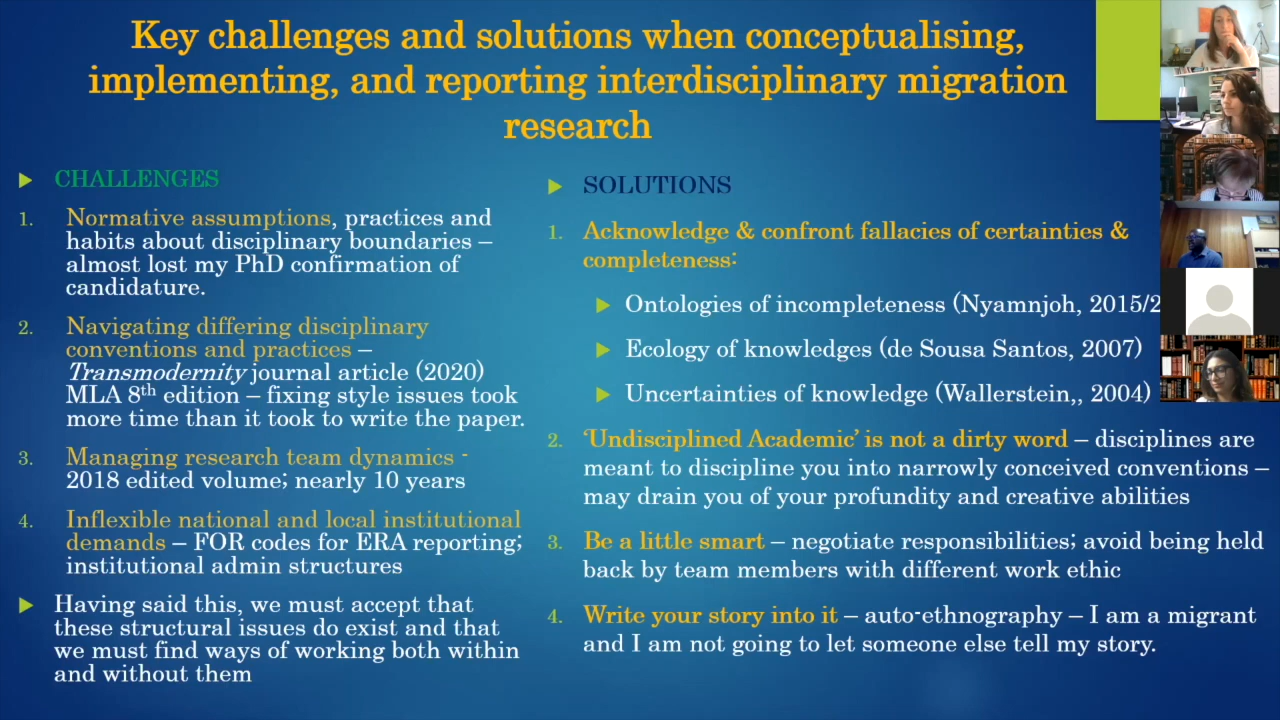 Key challenges and solutions when conceptualising,
implementing, and reporting interdisciplinary migration
research
CHALLENGES
1. Normative assumptions, practices and
habits about disciplinary boundaries –
almost lost my PhD confirmation of
candidature.
2. Navigating differing disciplinary
conventions and practices –
Transmodernity journal article (2020)
MLA 8th edition – fixing style issues took
more time than it took to write the paper.
3. Managing research team dynamics -
2018 edited volume; nearly 10 years
4. Inflexible national and local institutional
demands – FOR codes for ERA reporting;
institutional admin structures
Having said this, we must accept that
these structural issues do exist and that
we must find ways of working both within
and without them
SOLUTIONS
1. Acknowledge & confront fallacies of certainties &
completeness:
Ontologies of incompleteness (Nyamnjoh, 2015/2
Ecology of knowledges (de Sousa Santos, 2007)
Uncertainties of knowledge (Wallerstein,, 2004)
2. ‘Undisciplined Academic’ is not a dirty word – disciplines are
meant to discipline you into narrowly conceived conventions –
may drain you of your profundity and creative abilities
3. Be a little smart – negotiate responsibilities; avoid being held
back by team members with different work ethic
4. Write your story into it – auto-ethnography – I am a migrant
and I am not going to let someone else tell my story.